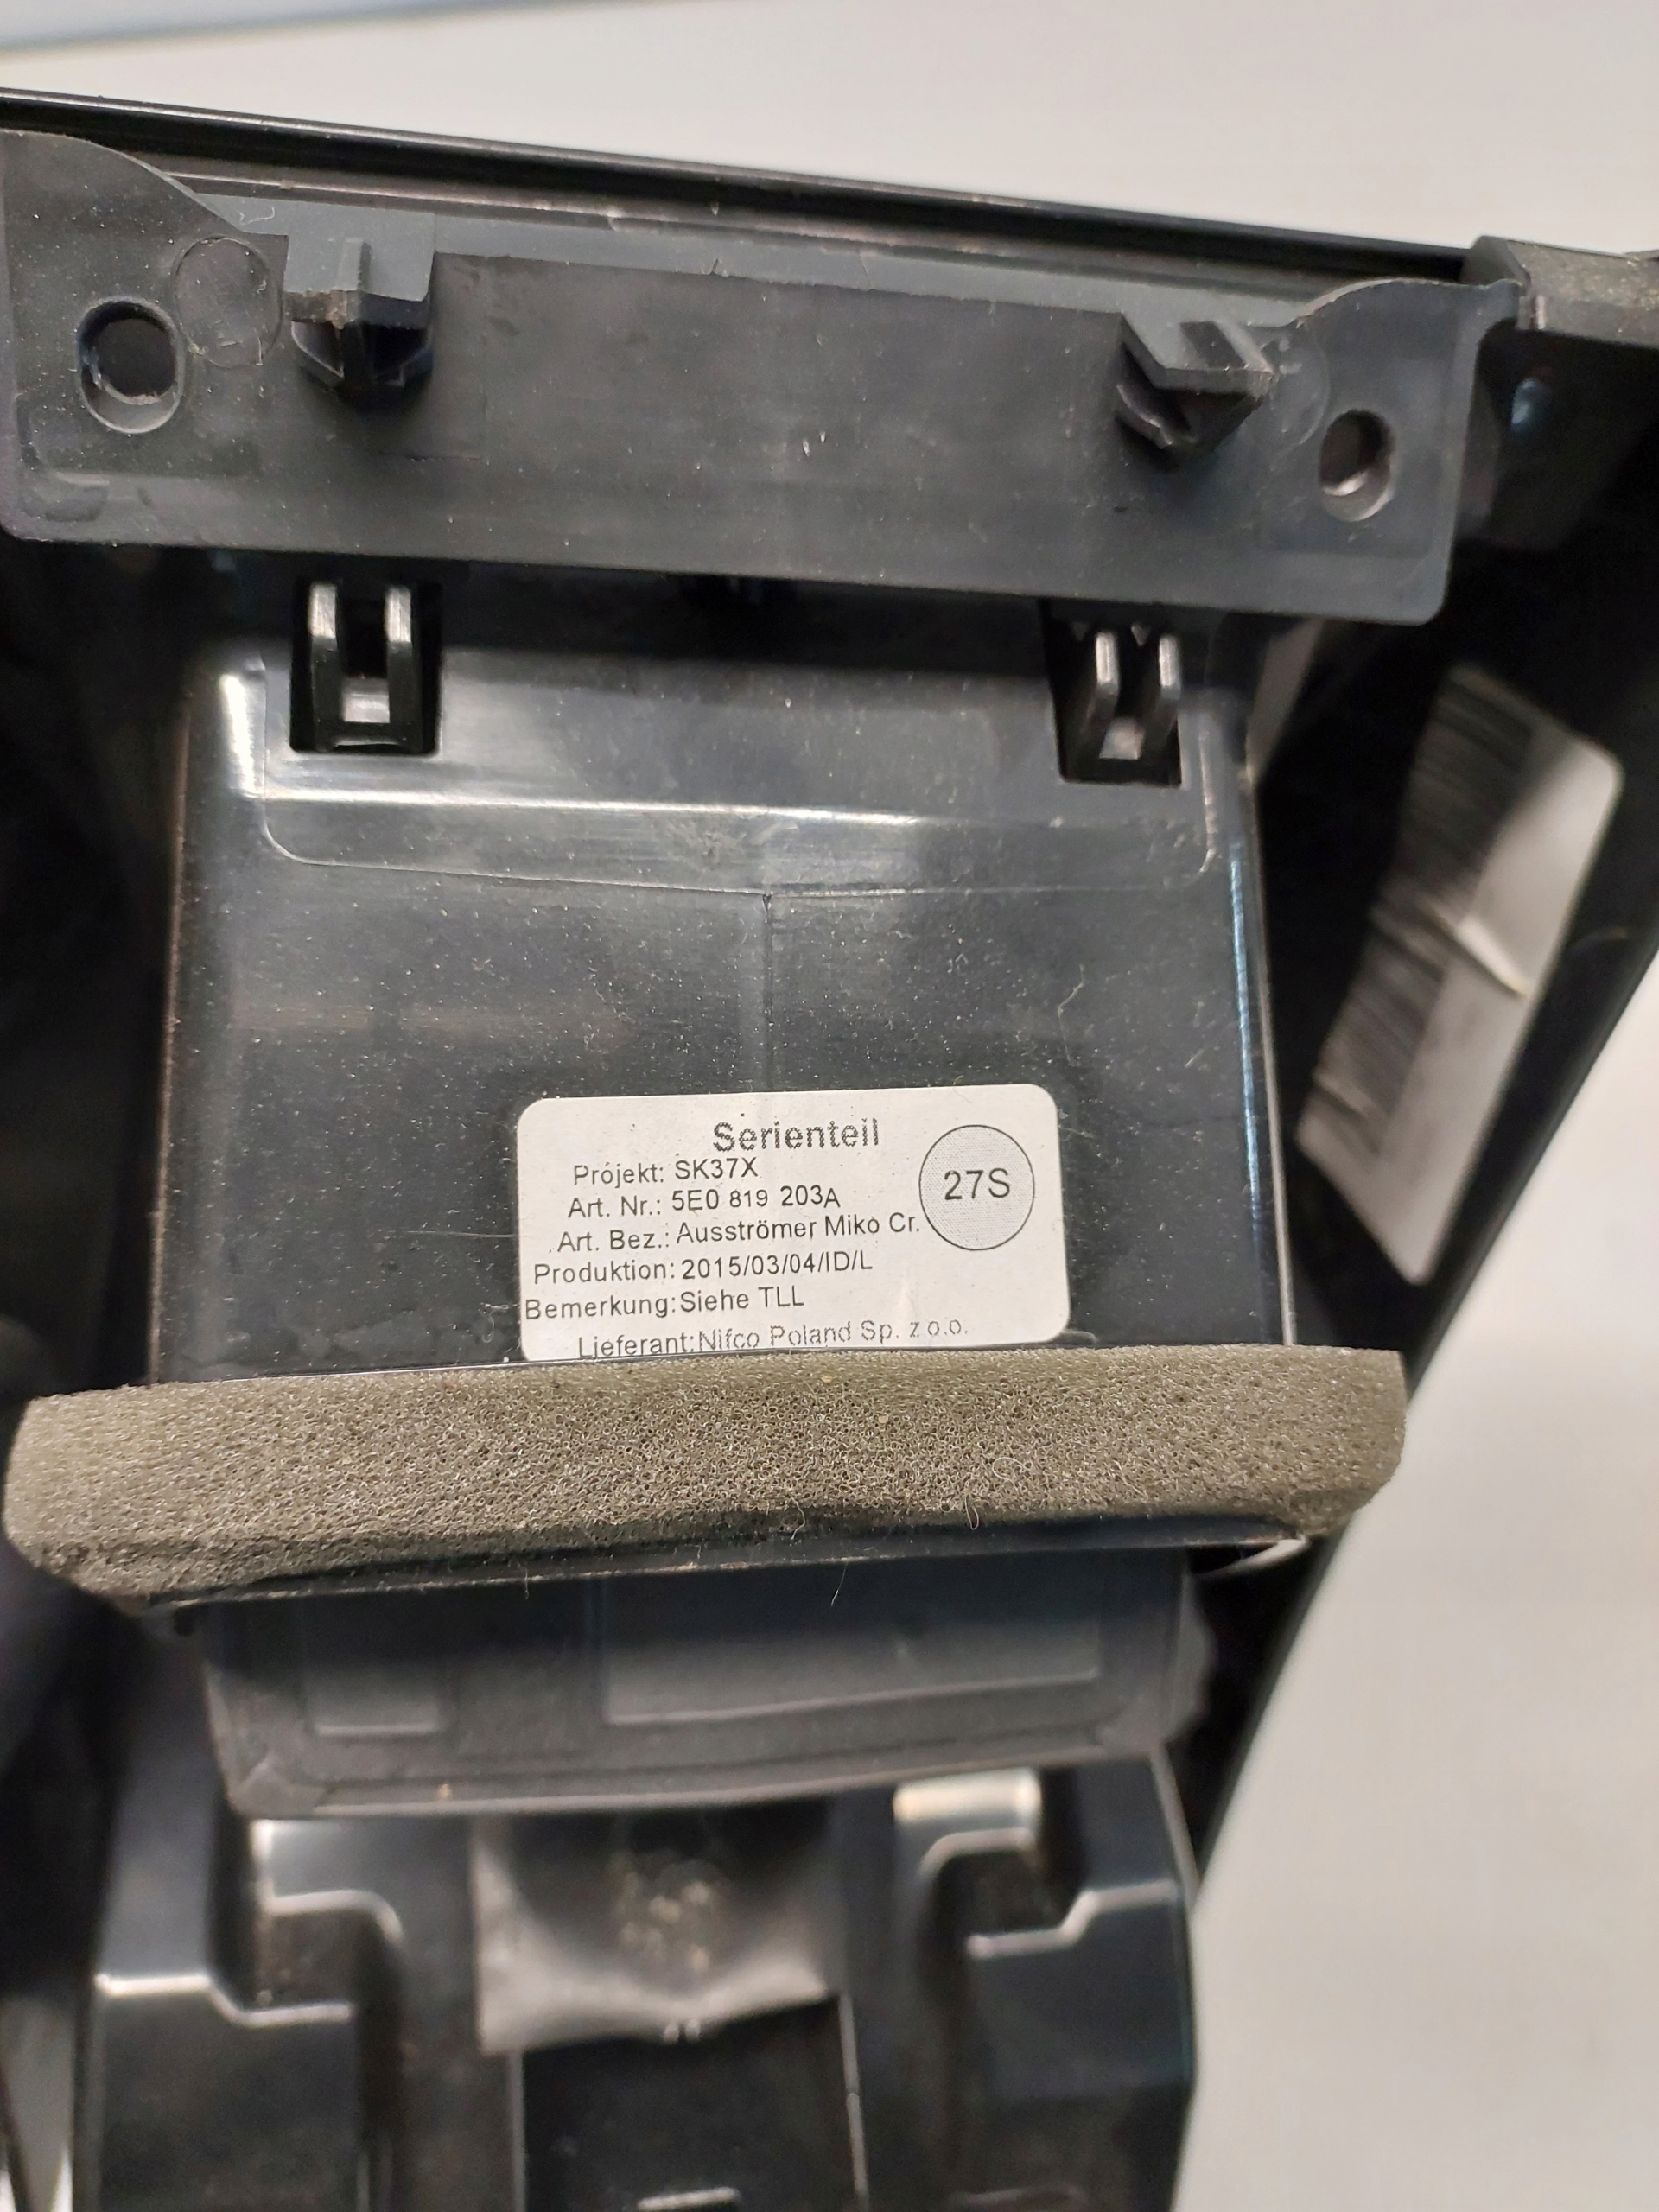 Serienteil
Projekt: SK37X
27S
Art. Nr.: 5E0 819 203A
Art. Bez.: Ausströmer Miko Cr.
Produktion: 2015/03/04/ID/L
Bemerkung: Siehe TLL
Lieferant: Nifco Poland Sp. z o.o.